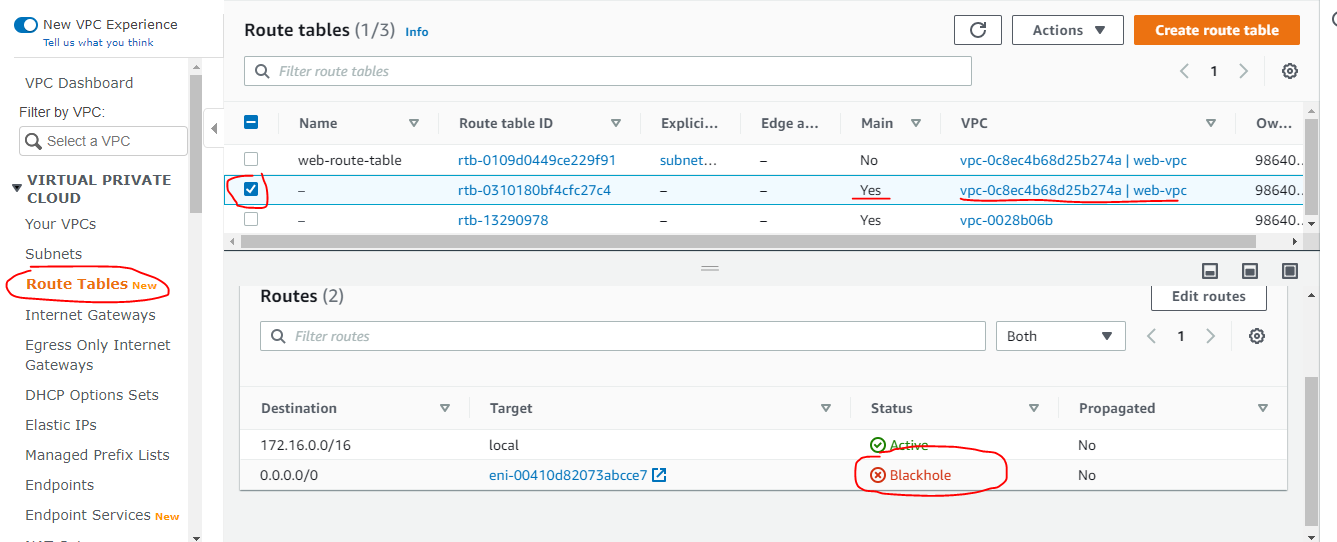 New VPC Experience
Tell us what you think
VPC Dashboard
Filter by VPC:
Select a VPC
VIRTUAL PRIVATE
CLOUD
Your VPCs
Subnets
Route Tables New
Internet Gateways
Egress Only Internet
Gateways
DHCP Options Sets
Elastic IPs
Managed Prefix Lists
Endpoints
Endpoint Services New
Route tables (1/3) Info
Actions
Create route table
Filter route tables
1
Name Route table ID Explici... Edge a... Main VPC Ow...
web-route-table rtb-0109d0449ce229f91 subnet... – No vpc-0c8ec4b68d25b274a | web-vpc 98640...
– rtb-0310180bf4cfc27c4 – – Yes vpc-0c8ec4b68d25b274a | web-vpc 98640...
– rtb-13290978 – – Yes vpc-0028b06b 98640...
Routes (2)
Edit routes
Filter routes
Both
1
Destination Target Status Propagated
172.16.0.0/16 local Active No
0.0.0.0/0 eni-00410d82073abcce7 Blackhole No